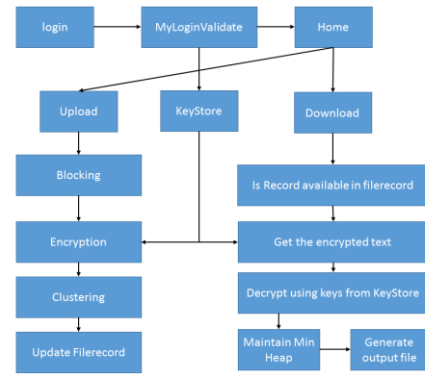 login
MyLoginValidate
Home
Upload
KeyStore
Download
Blocking
Is Record available in filerecord
Encryption
Get the encrypted text
Clustering
Decrypt using keys from KeyStore
Update Filerecord
Maintain Min
Heap
Generate
output file